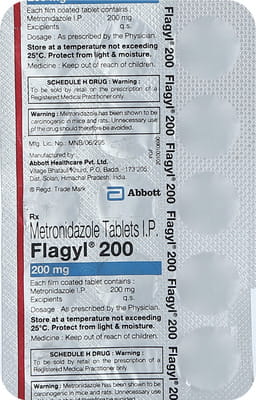 Each film coated tablet contains :
Metronidazole I.P. 200 mg
Excipients q.s.
Dosage : As prescribed by the Physician.
Store at a temperature not exceeding
25°C. Protect from light & moisture.
Medicine : Keep out of reach of children.
SCHEDULE H DRUG : Warning :
To be sold by retail on the prescription of a
Registered Medical Practitioner only.
Warning : Metronidazole has been shown to be
carcinogenic in mice and rats. Unnecessary use
of the drug should therefore be avoided.
Mfg. Lic. No.: MNB/06/295
Manufactured by :
Abbott Healthcare Pvt. Ltd.
Village Bhatauli Khurd, P.O. Baddi - 173 205
Dist. Solan, Himachal Pradesh, India.
® Regd. Trade Mark
Abbott
Rx
Metronidazole Tablets I.P.
Flagyl® 200
200 mg
Each film coated tablet contains :
Metronidazole I.P. 200 mg
Excipients q.s.
Dosage : As prescribed by the Physician.
Store at a temperature not exceeding
25°C. Protect from light & moisture.
Medicine : Keep out of reach of children.
SCHEDULE H DRUG : Warning :
To be sold by retail on the prescription of a
Registered Medical Practitioner only.
Warning : Metronidazole has been shown to be
carcinogenic in mice and rats. Unnecessary use
Flagyl® 200 Flagyl® 200 Flagyl® 200 Flagyl® 200 Flagyl® 200